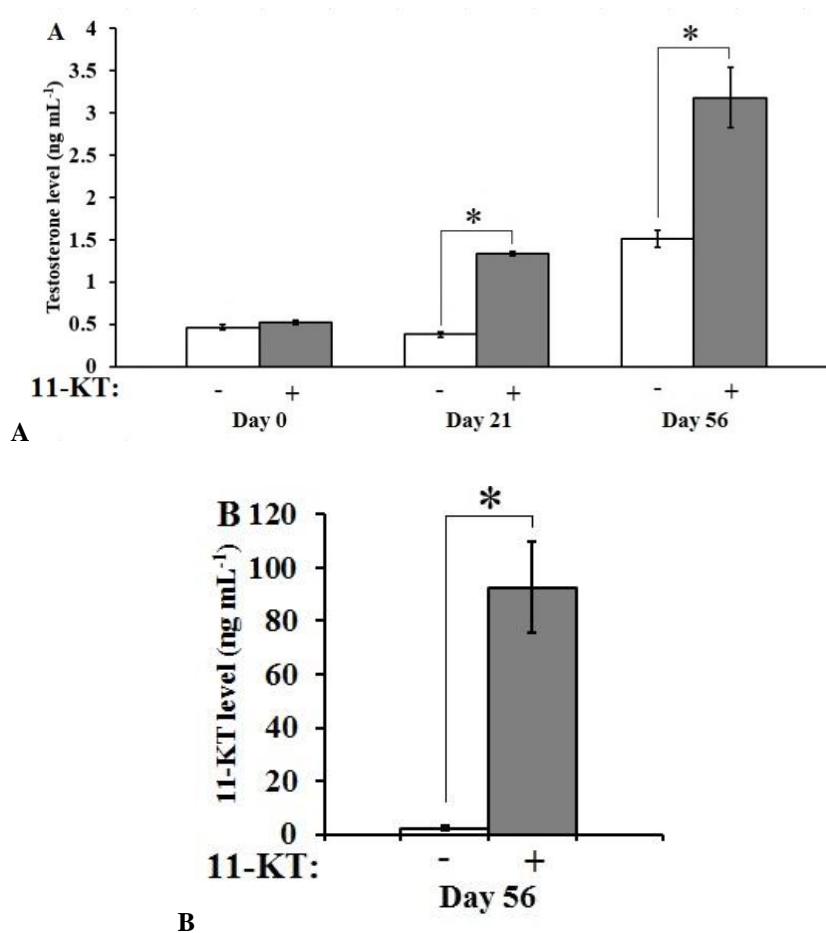 A
Testosterone level (ng mL-1)
4
3.5
3
2.5
2
1.5
1
0.5
0
*
*
11-KT: - + - + - +
Day 0 Day 21 Day 56
A
B
11-KT level (ng mL-1)
120
100
80
60
40
20
0
*
11-KT: - +
Day 56
B